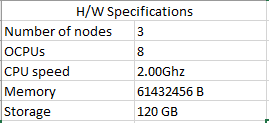 H/W Specifications
Number of nodes 3
OCPUs 8
CPU speed 2.00Ghz
Memory 61432456 B
Storage 120 GB